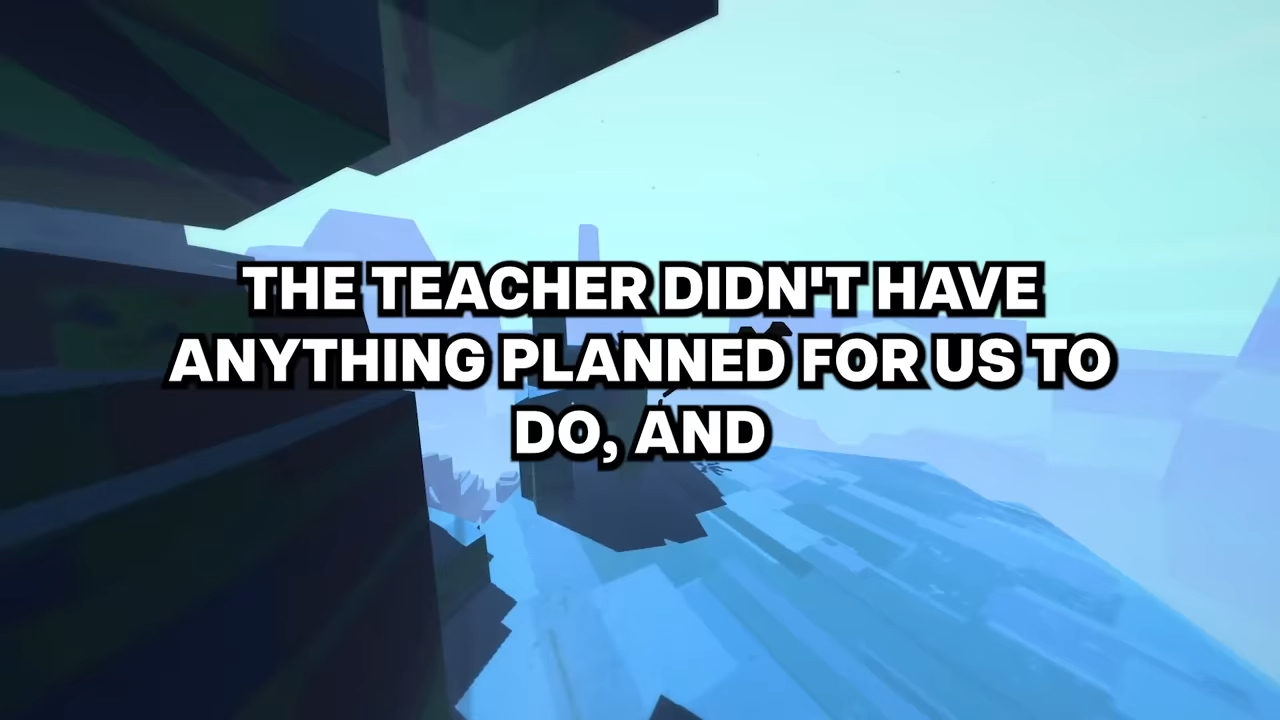 THE TEACHER DIDN'T HAVE
ANYTHING PLANNED FOR US TO
DO, AND